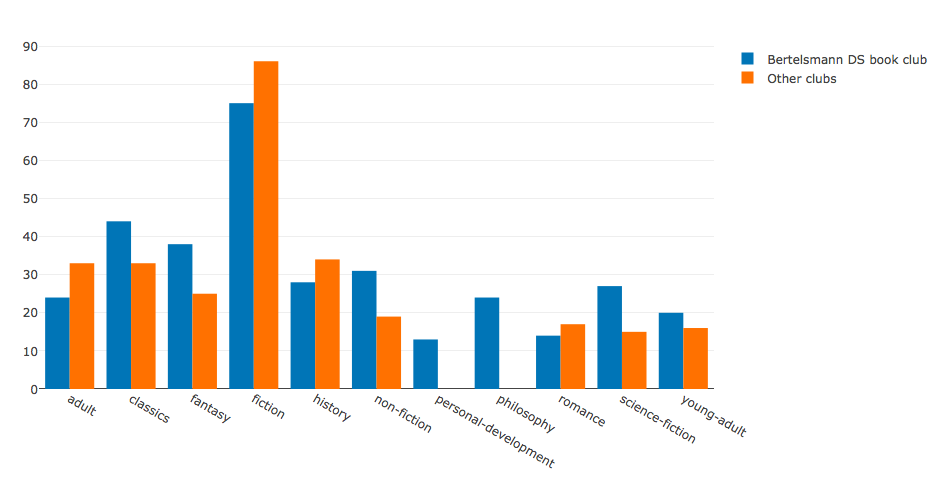 90
80
70
60
50
40
30
20
10
0
adult
classics
fantasy
fiction
history
non-fiction
personal-development
philosophy
romance
science-fiction
young-adult
Bertelsmann DS book club
Other clubs